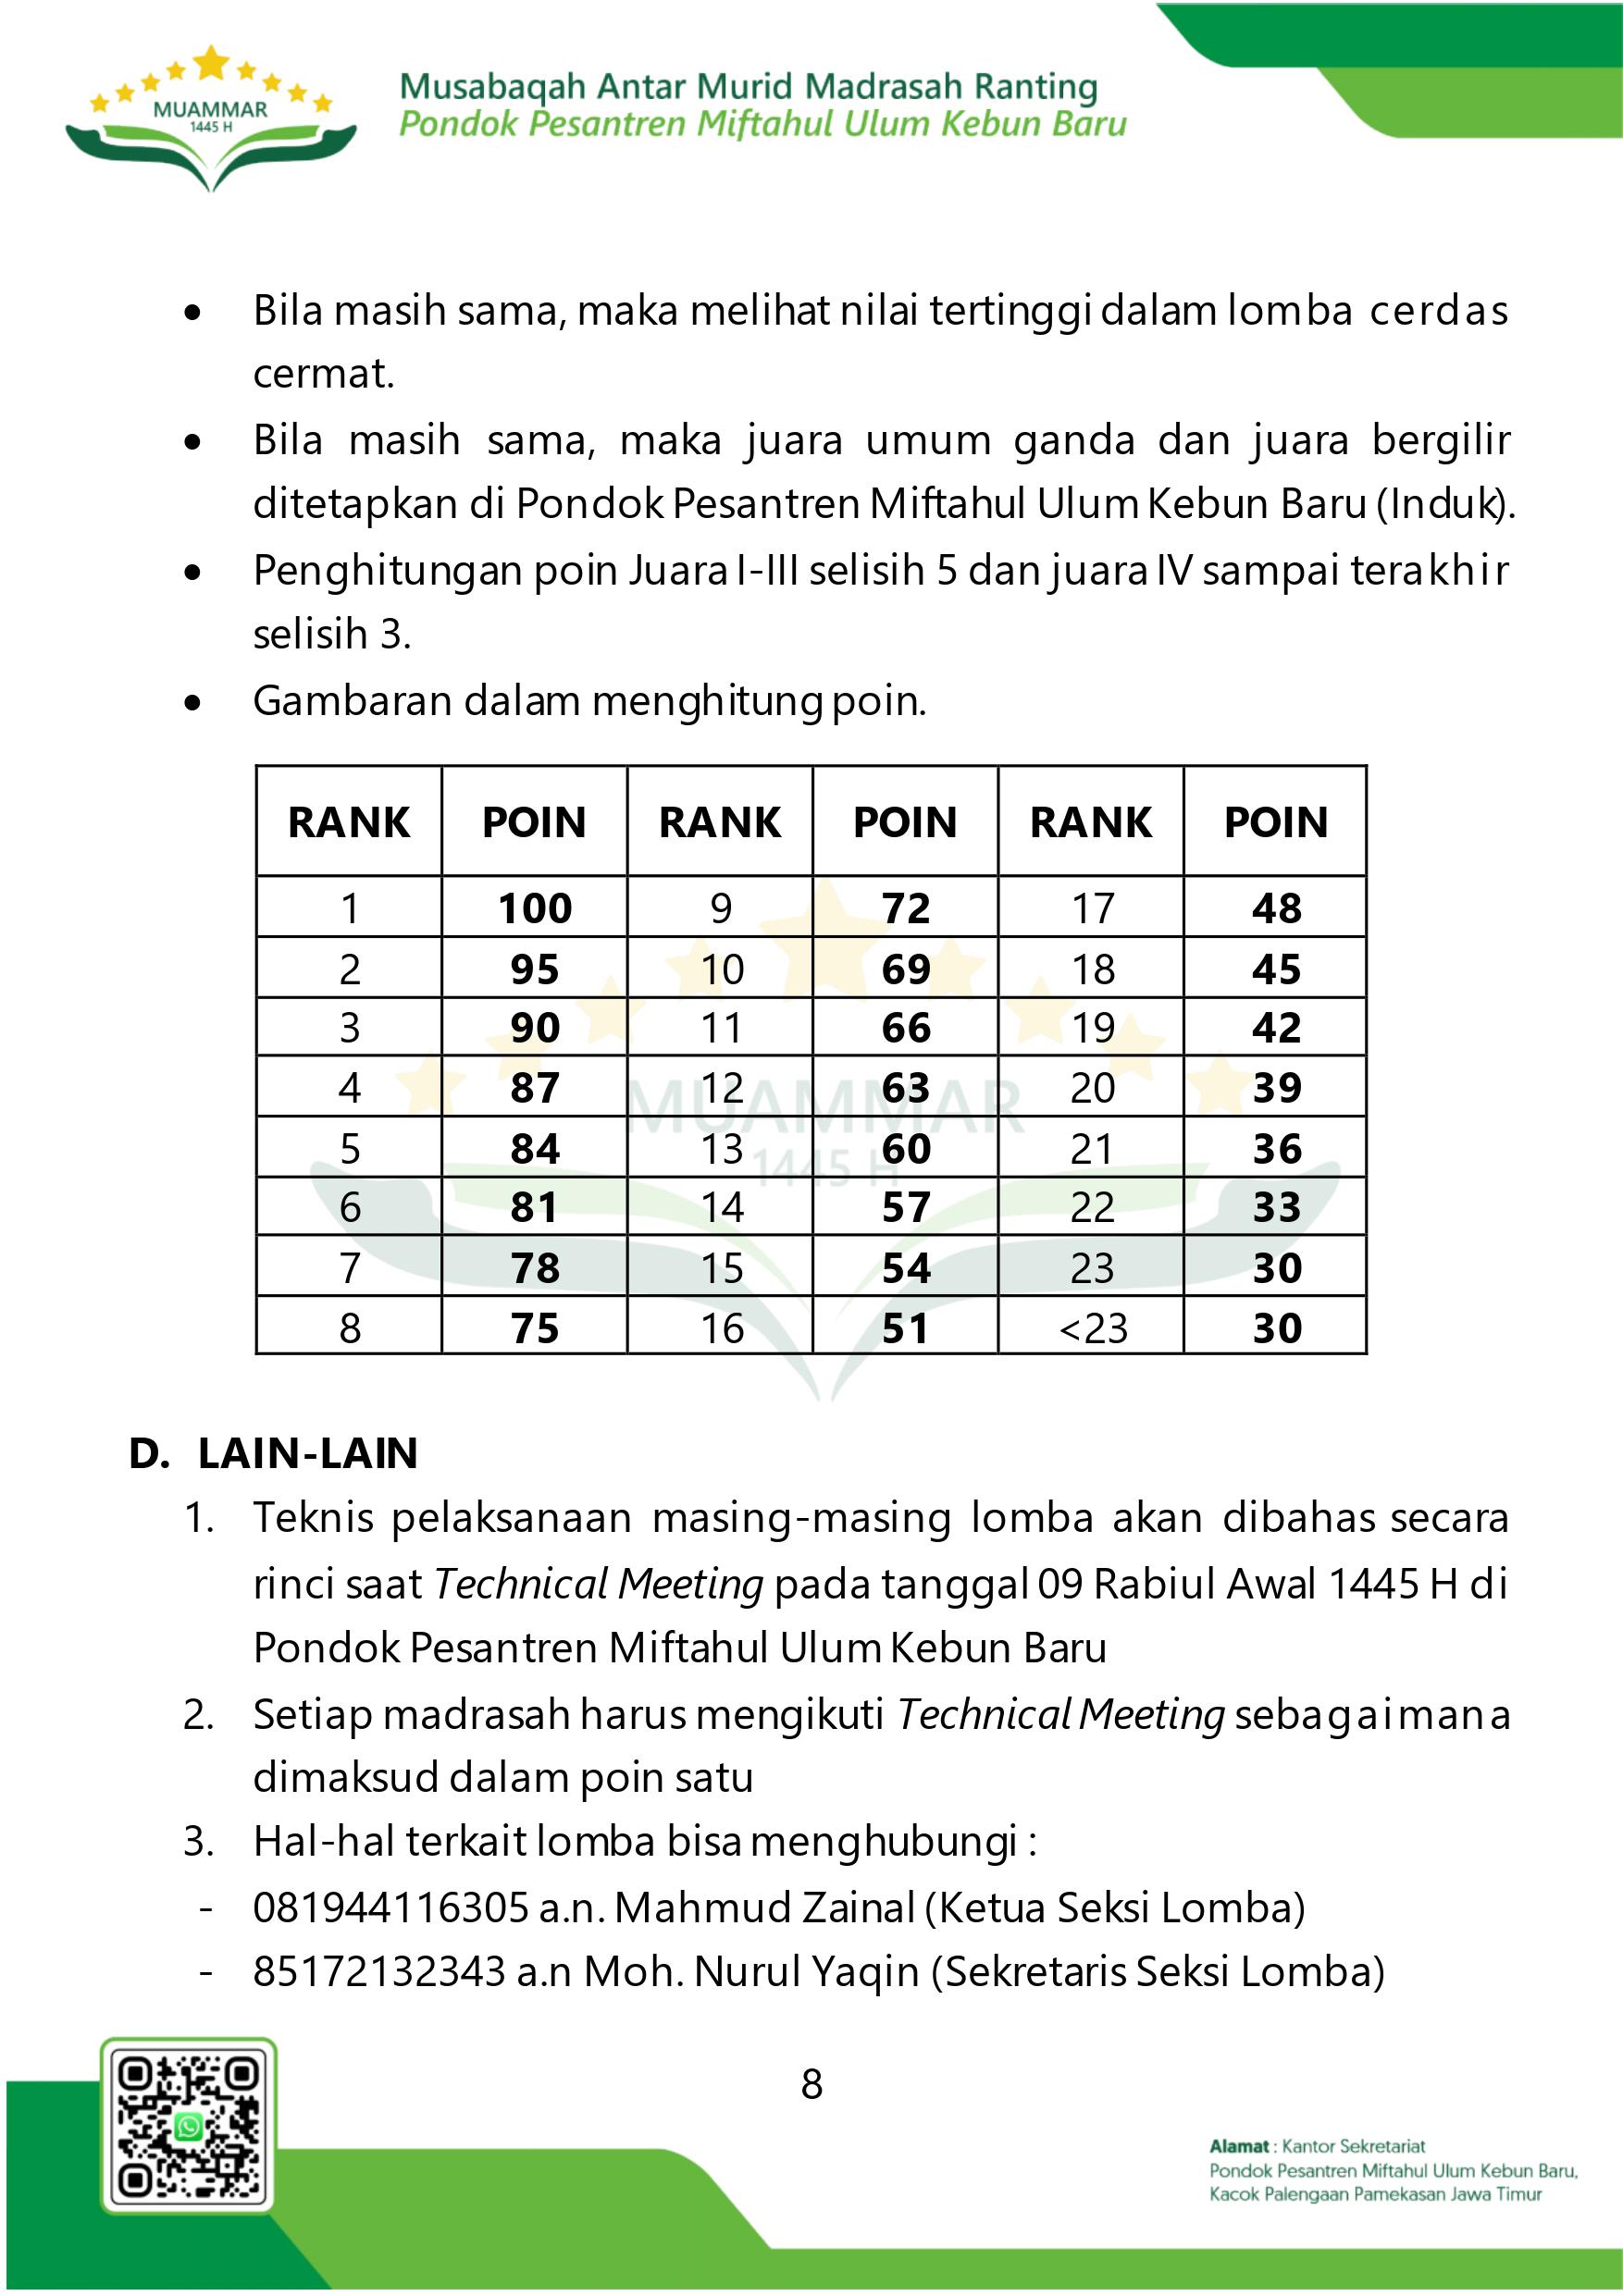 MUAMMAR
1445 H
Musabaqah Antar Murid Madrasah Ranting
Pondok Pesantren Miftahul Ulum Kebun Baru
• Bila masih sama, maka melihat nilai tertinggi dalam lomba cerdas
cermat.
• Bila masih sama, maka juara umum ganda dan juara bergilir
ditetapkan di Pondok Pesantren Miftahul Ulum Kebun Baru (Induk).
• Penghitungan poin Juara I-III selisih 5 dan juara IV sampai terakhir
selisih 3.
• Gambaran dalam menghitung poin.
RANK POIN RANK POIN RANK POIN
1 100 9 72 17 48
2 95 10 69 18 45
3 90 11 66 19 42
4 87 12 63 20 39
5 84 13 60 21 36
6 81 14 57 22 33
7 78 15 54 23 30
8 75 16 51 <23 30
MUAMMAR
1445 H
D. LAIN-LAIN
1. Teknis pelaksanaan masing-masing lomba akan dibahas secara
rinci saat Technical Meeting pada tanggal 09 Rabiul Awal 1445 H di
Pondok Pesantren Miftahul Ulum Kebun Baru
2. Setiap madrasah harus mengikuti Technical Meeting sebagaimana
dimaksud dalam poin satu
3. Hal-hal terkait lomba bisa menghubungi :
- 081944116305 a.n. Mahmud Zainal (Ketua Seksi Lomba)
- 85172132343 a.n Moh. Nurul Yaqin (Sekretaris Seksi Lomba)
8
Alamat : Kantor Sekretariat
Pondok Pesantren Miftahul Ulum Kebun Baru,
Kacok Palengaan Pamekasan Jawa Timur